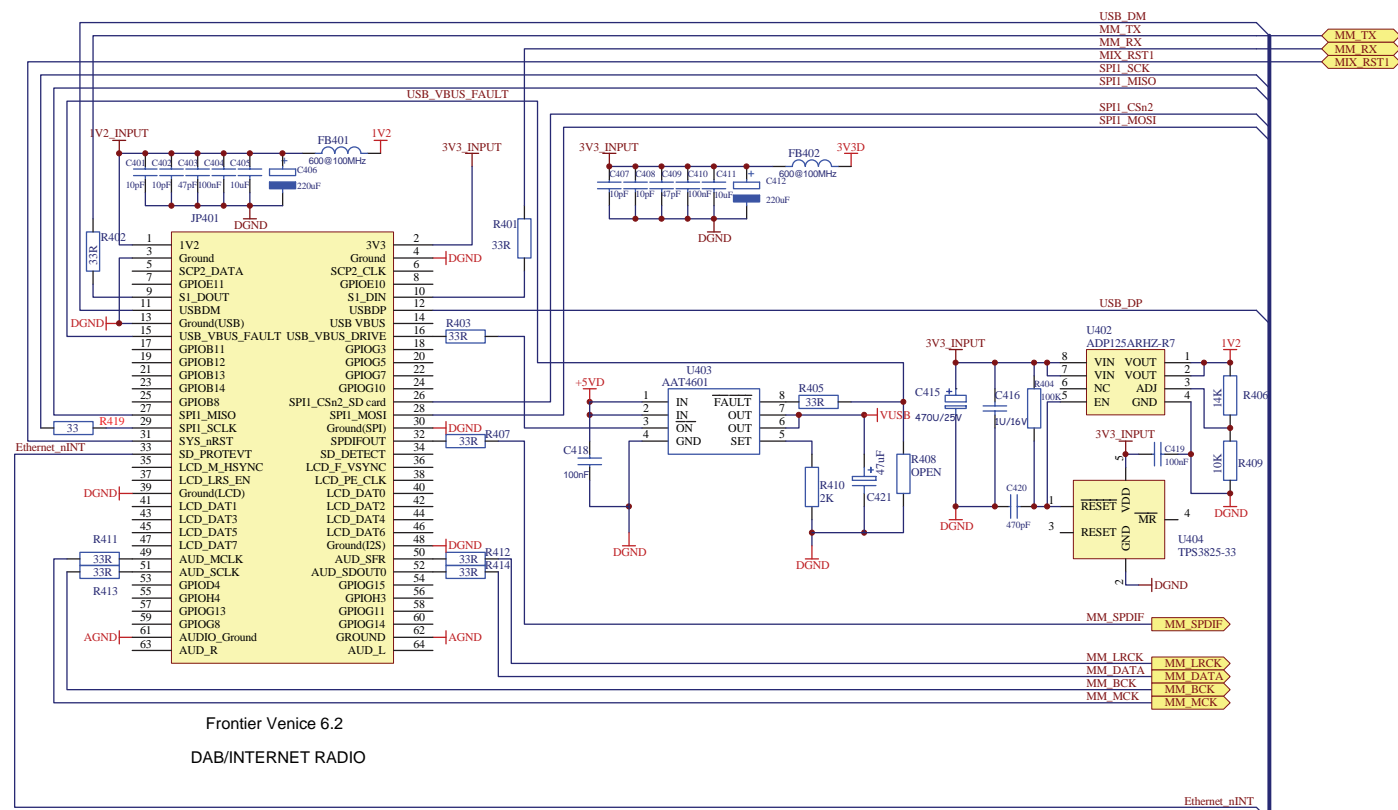 USB_DM
MM_TX
MM_TX
MM_RX
MM_RX
MIX_RST1
MIX_RST1
SPI1_SCK
SPI1_MISO
USB_VBUS_FAULT
SPI1_CSn2
SPI1_MOSI
1V2_INPUT
FB401
600@100MHz
1V2
3V3_INPUT
C401
C402
C403
C404
C405
C406
10pF
10pF
47pF
100nF
10uF
220uF
DGND
JP401
3V3_INPUT
FB402
600@100MHz
3V3D
C407
C408
C409
C410
C411
C412
10pF
10pF
47pF
100nF
10uF
220uF
DGND
R402
33R
R401
33R
1 1V2 3V3 2
3 Ground Ground 4 DGND
5 SCP2_DATA SCP2_CLK 6
7 GPIOE11 GPIOE10 8
9 S1_DOUT S1_DIN 10
11 USBDM USBDP 12
DGND 13 Ground(USB) USB VBUS 14
15 USB_VBUS_FAULT USB_VBUS_DRIVE 16
17 GPIOB11 GPIOG3 18
19 GPIOB12 GPIOG5 20
21 GPIOB13 GPIOG7 22
23 GPIOB14 GPIOG10 24
25 GPIOB8 SPI1_CSn2_SD card 26
27 SPI1_MISO SPI1_MOSI 28
29 SPI1_SCLK Ground(SPI) 30 DGND
31 SYS_nRST SPDIFOUT 32
33 SD_PROTEVT SD_DETECT 34
35 LCD_M_HSYNC LCD_F_VSYNC 36
37 LCD_LRS_EN LCD_PE_CLK 38
DGND 39 Ground(LCD) LCD_DAT0 40
41 LCD_DAT1 LCD_DAT2 42
43 LCD_DAT3 LCD_DAT4 44
45 LCD_DAT5 LCD_DAT6 46
47 LCD_DAT7 Ground(I2S) 48 DGND
49 AUD_MCLK AUD_SFR 50
51 AUD_SCLK AUD_SDOUT0 52
53 GPIOD4 GPIOG15 54
55 GPIOH4 GPIOH3 56
57 GPIOG13 GPIOG11 58
59 GPIOG8 GPIOG14 60
AGND 61 AUDIO_Ground GROUND 62 AGND
63 AUD_R AUD_L 64
R403
33R
33
R419
R407
33R
Ethernet_nINT
R411
33R
33R
R413
R412
33R
R414
33R
USB_DP
U403
AAT4601
+5VD
1 IN FAULT 8
2 IN OUT 7
3 ON OUT 6
4 GND SET 5
R405
33R
VUSB
C418
100nF
DGND
R410
2K
47uF
C421
R408
OPEN
DGND
3V3_INPUT
C415
470U/25V
C416
1U/16V
R404
100K
DGND
C420
470pF
U402
ADP125ARHZ-R7
8 VIN VOUT 1
7 VIN VOUT 2
6 NC ADJ 3
5 EN GND 4
1V2
14K
R406
10K
R409
DGND
3V3_INPUT
C419
100nF
1 RESET
3 RESET
5 VDD
MR 4
GND 2
U404
TPS3825-33
DGND
MM_SPDIF
MM_SPDIF
MM_LRCK
MM_LRCK
MM_DATA
MM_DATA
MM_BCK
MM_BCK
MM_MCK
MM_MCK
Frontier Venice 6.2
DAB/INTERNET RADIO
Ethernet_nINT